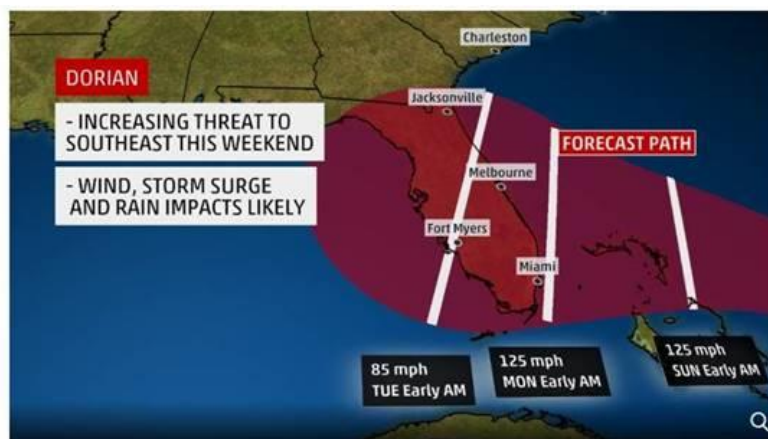 Charleston
DORIAN
- INCREASING THREAT TO
SOUTHEAST THIS WEEKEND
- WIND, STORM SURGE
AND RAIN IMPACTS LIKELY
Jacksonville
FORECAST PATH
Melbourne
Fort Myers
Miami
85 mph
TUE Early AM
125 mph
MON Early AM
125 mph
SUN Early AM